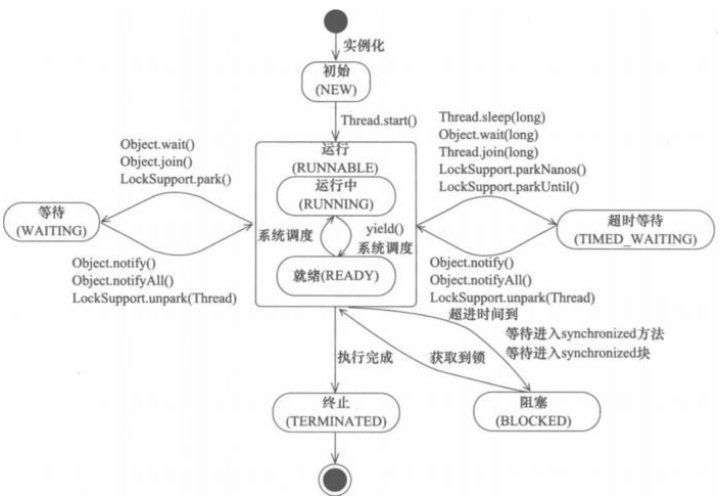 实例化
初始
(NEW)
Thread.start()
Object.wait()
Object.join()
LockSupport.park()
Thread.sleep(long)
Object.wait(long)
Thread.join(long)
LockSupport.parkNanos()
LockSupport.parkUntil()
运行
(RUNNABLE)
运行中
(RUNNING)
等待
(WAITING)
系统调度
yield()
系统调度
超时等待
(TIMED_WAITING)
就绪(READY)
Object.notify()
Object.notifyAll()
LockSupport.unpark(Thread)
Object.notify()
Object.notifyAll()
LockSupport.unpark(Thread)
超进时间到
等待进入synchronized方法
等待进入synchronized块
执行完成
获取到锁
终止
(TERMINATED)
阻塞
(BLOCKED)